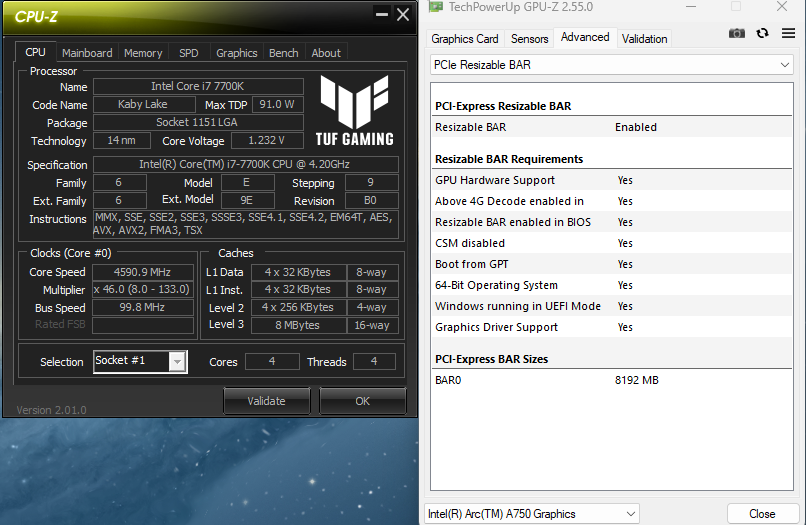 CPU-Z
CPU Mainboard Memory SPD Graphics Bench About
Processor
Name Intel Core i7 7700K
Code Name Kaby Lake Max TDP 91.0 W
Package Socket 1151 LGA
Technology 14 nm Core Voltage 1.232 V
TUF GAMING
Specification Intel(R) Core(TM) i7-7700K CPU @ 4.20GHz
Family 6 Model E Stepping 9
Ext. Family 6 Ext. Model 9E Revision B0
Instructions MMX, SSE, SSE2, SSE3, SSSE3, SSE4.1, SSE4.2, EM64T, AES,
AVX, AVX2, FMA3, TSX
Clocks (Core #0)
Core Speed 4590.9 MHz
Multiplier x 46.0 (8.0 - 133.0)
Bus Speed 99.8 MHz
Rated FSB
Caches
L1 Data 4 x 32 KBytes 8-way
L1 Inst. 4 x 32 KBytes 8-way
Level 2 4 x 256 KBytes 4-way
Level 3 8 MBytes 16-way
Selection Socket #1 Cores 4 Threads 4
Version 2.01.0
Validate OK
TechPowerUp GPU-Z 2.55.0
Graphics Card Sensors Advanced Validation
PCIe Resizable BAR
PCI-Express Resizable BAR
Resizable BAR Enabled
Resizable BAR Requirements
GPU Hardware Support Yes
Above 4G Decode enabled in Yes
Resizable BAR enabled in BIOS Yes
CSM disabled Yes
Boot from GPT Yes
64-Bit Operating System Yes
Windows running in UEFI Mode Yes
Graphics Driver Support Yes
PCI-Express BAR Sizes
BAR0 8192 MB
Intel(R) Arc(TM) A750 Graphics Close